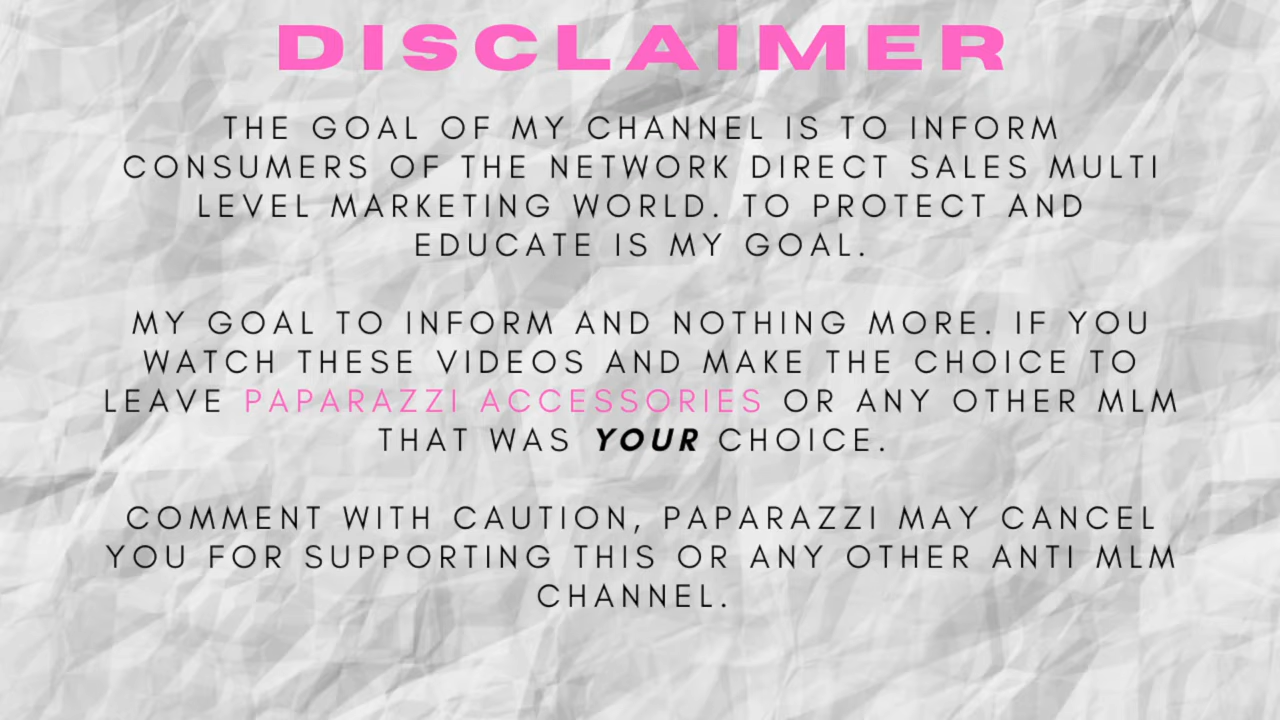 DISCLAIMER
THE GOAL OF MY CHANNEL IS TO INFORM
CONSUMERS OF THE NETWORK DIRECT SALES MULTI
LEVEL MARKETING WORLD. TO PROTECT AND
EDUCATE IS MY GOAL.
MY GOAL TO INFORM AND NOTHING MORE. IF YOU
WATCH THESE VIDEOS AND MAKE THE CHOICE TO
LEAVE PAPARAZZI ACCESSORIES OR ANY OTHER MLM
THAT WAS YOUR CHOICE.
COMMENT WITH CAUTION, PAPARAZZI MAY CANCEL
YOU FOR SUPPORTING THIS OR ANY OTHER ANTI MLM
CHANNEL.